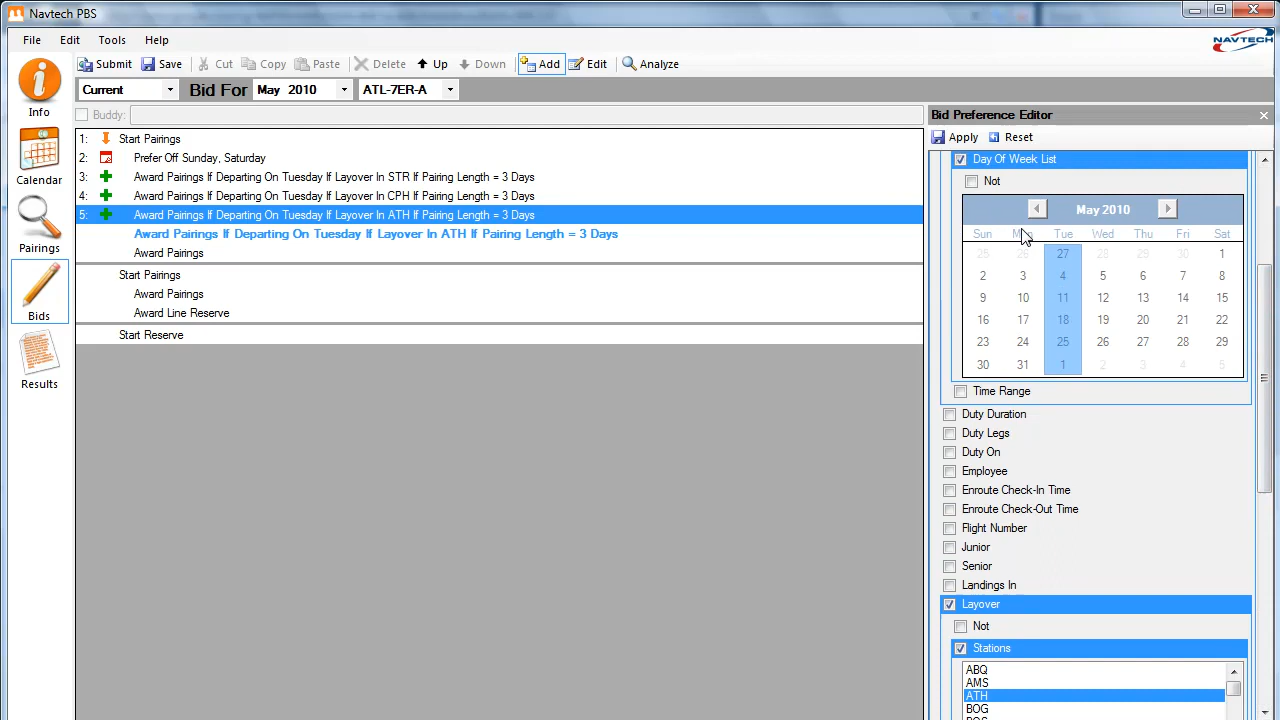 Navtech PBS
File Edit Tools Help
NAVTECH
Submit Save Cut Copy Paste Delete Up Down Add Edit Analyze
Current Bid For May 2010 ATL-7ER-A
Info
Calendar
Pairings
Bids
Results
Buddy:
1: Start Pairings
2: Prefer Off Sunday, Saturday
3: Award Pairings If Departing On Tuesday If Layover In STR If Pairing Length = 3 Days
4: Award Pairings If Departing On Tuesday If Layover In CPH If Pairing Length = 3 Days
5: Award Pairings If Departing On Tuesday If Layover In ATH If Pairing Length = 3 Days
Award Pairings If Departing On Tuesday If Layover In ATH If Pairing Length = 3 Days
Award Pairings
Start Pairings
Award Pairings
Award Line Reserve
Start Reserve
Bid Preference Editor
Apply Reset
Day Of Week List
Not
May 2010
Sun Mon Tue Wed Thu Fri Sat
25 26 27 28 29 30 1
2 3 4 5 6 7 8
9 10 11 12 13 14 15
16 17 18 19 20 21 22
23 24 25 26 27 28 29
30 31 1 2 3 4 5
Time Range
Duty Duration
Duty Legs
Duty On
Employee
Enroute Check-In Time
Enroute Check-Out Time
Flight Number
Junior
Senior
Landings In
Layover
Not
Stations
ABQ
AMS
ATH
BOG